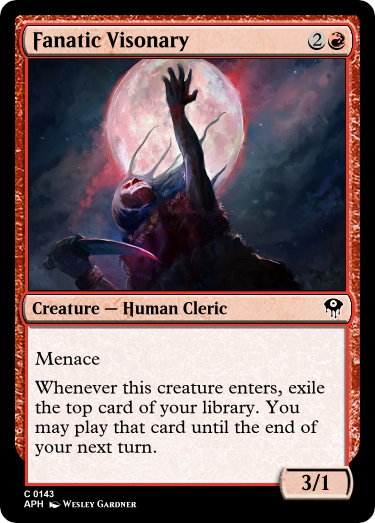 Fanatic Visonary 2
Creature — Human Cleric
Menace
Whenever this creature enters, exile
the top card of your library. You
may play that card until the end of
your next turn.
3/1
C 0143
APH Wesley Gardner